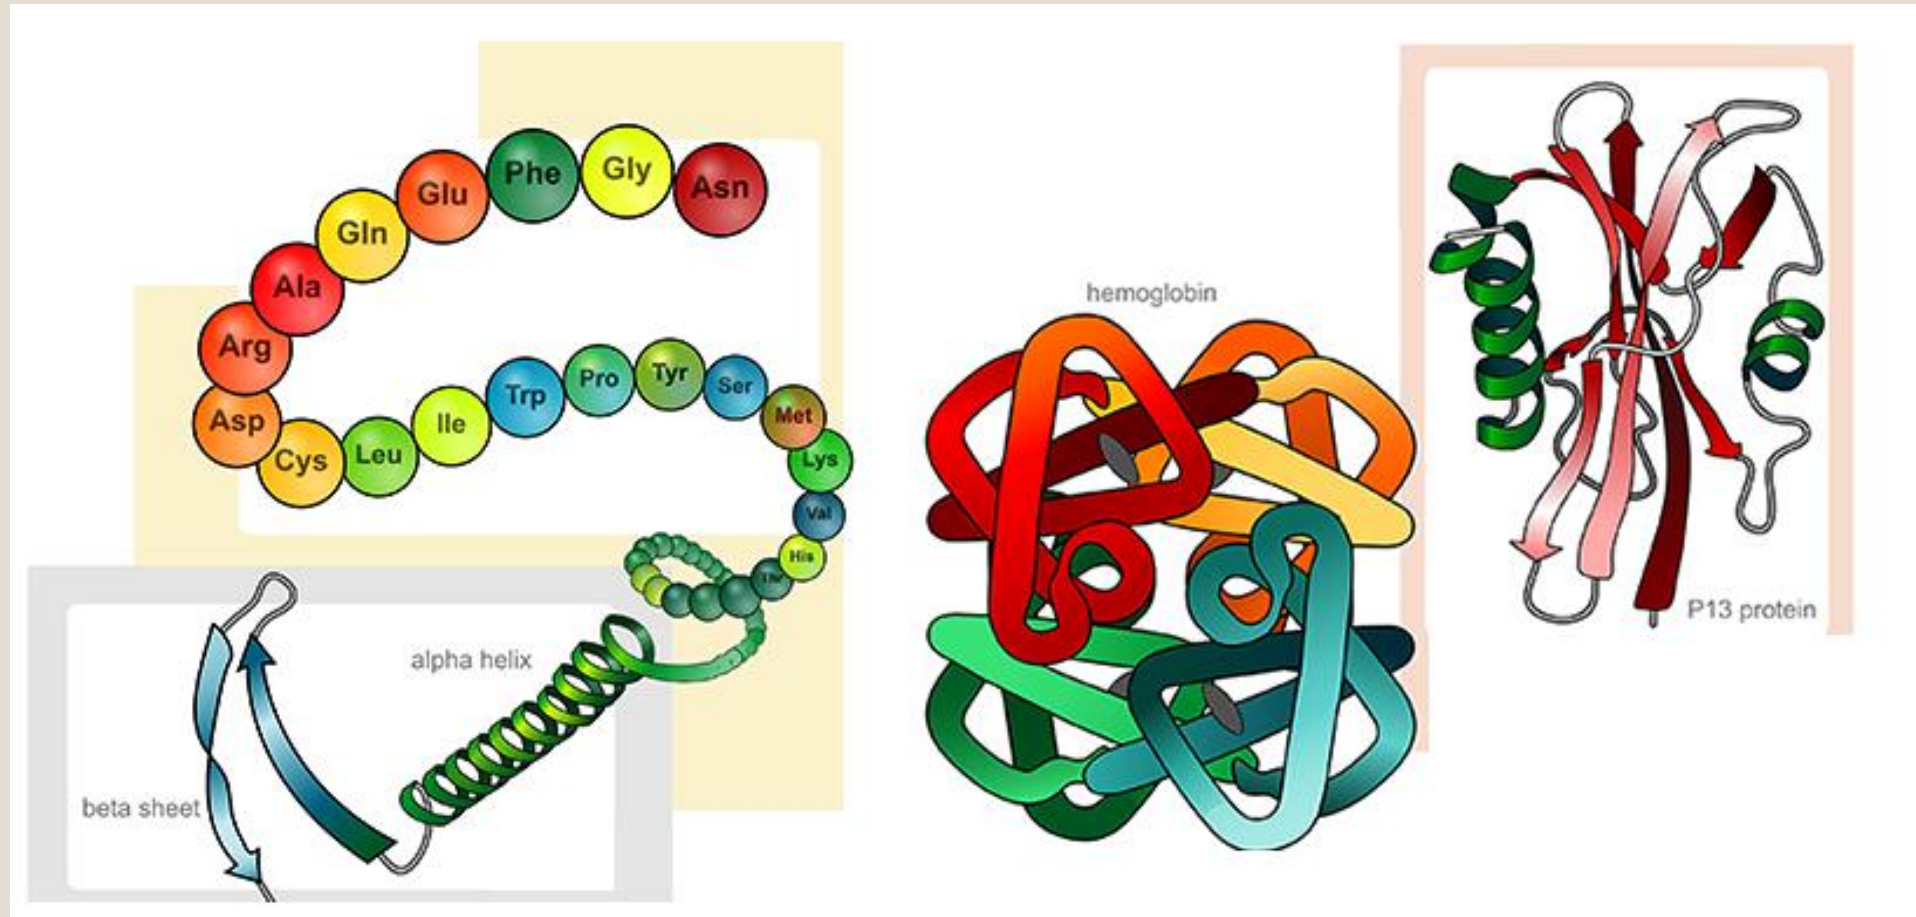 Asn
Gly
Phe
Glu
Gln
Ala
Arg
Asp
Cys
Leu
Ile
Trp
Pro
Tyr
Ser
Met
Lys
Val
His
Thr
alpha helix
beta sheet
hemoglobin
P13 protein